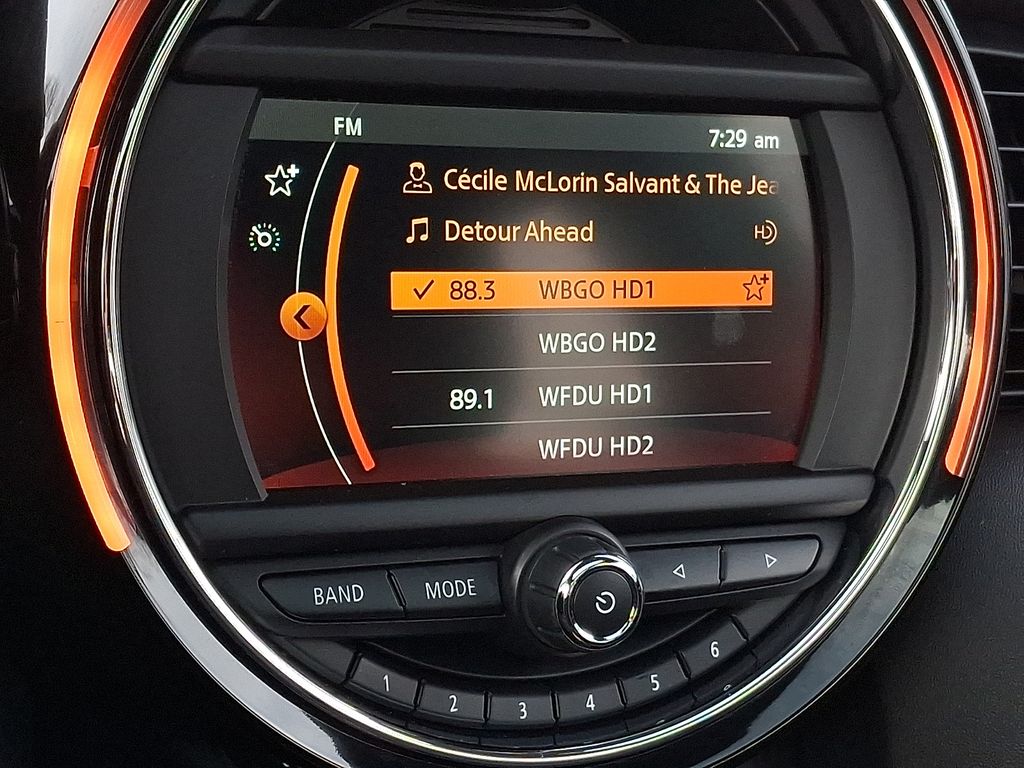 FM 7:29 am
Cécile McLorin Salvant & The Jea
Detour Ahead HD
88.3 WBGO HD1
WBGO HD2
89.1 WFDU HD1
WFDU HD2
BAND MODE
1 2 3 4 5 6